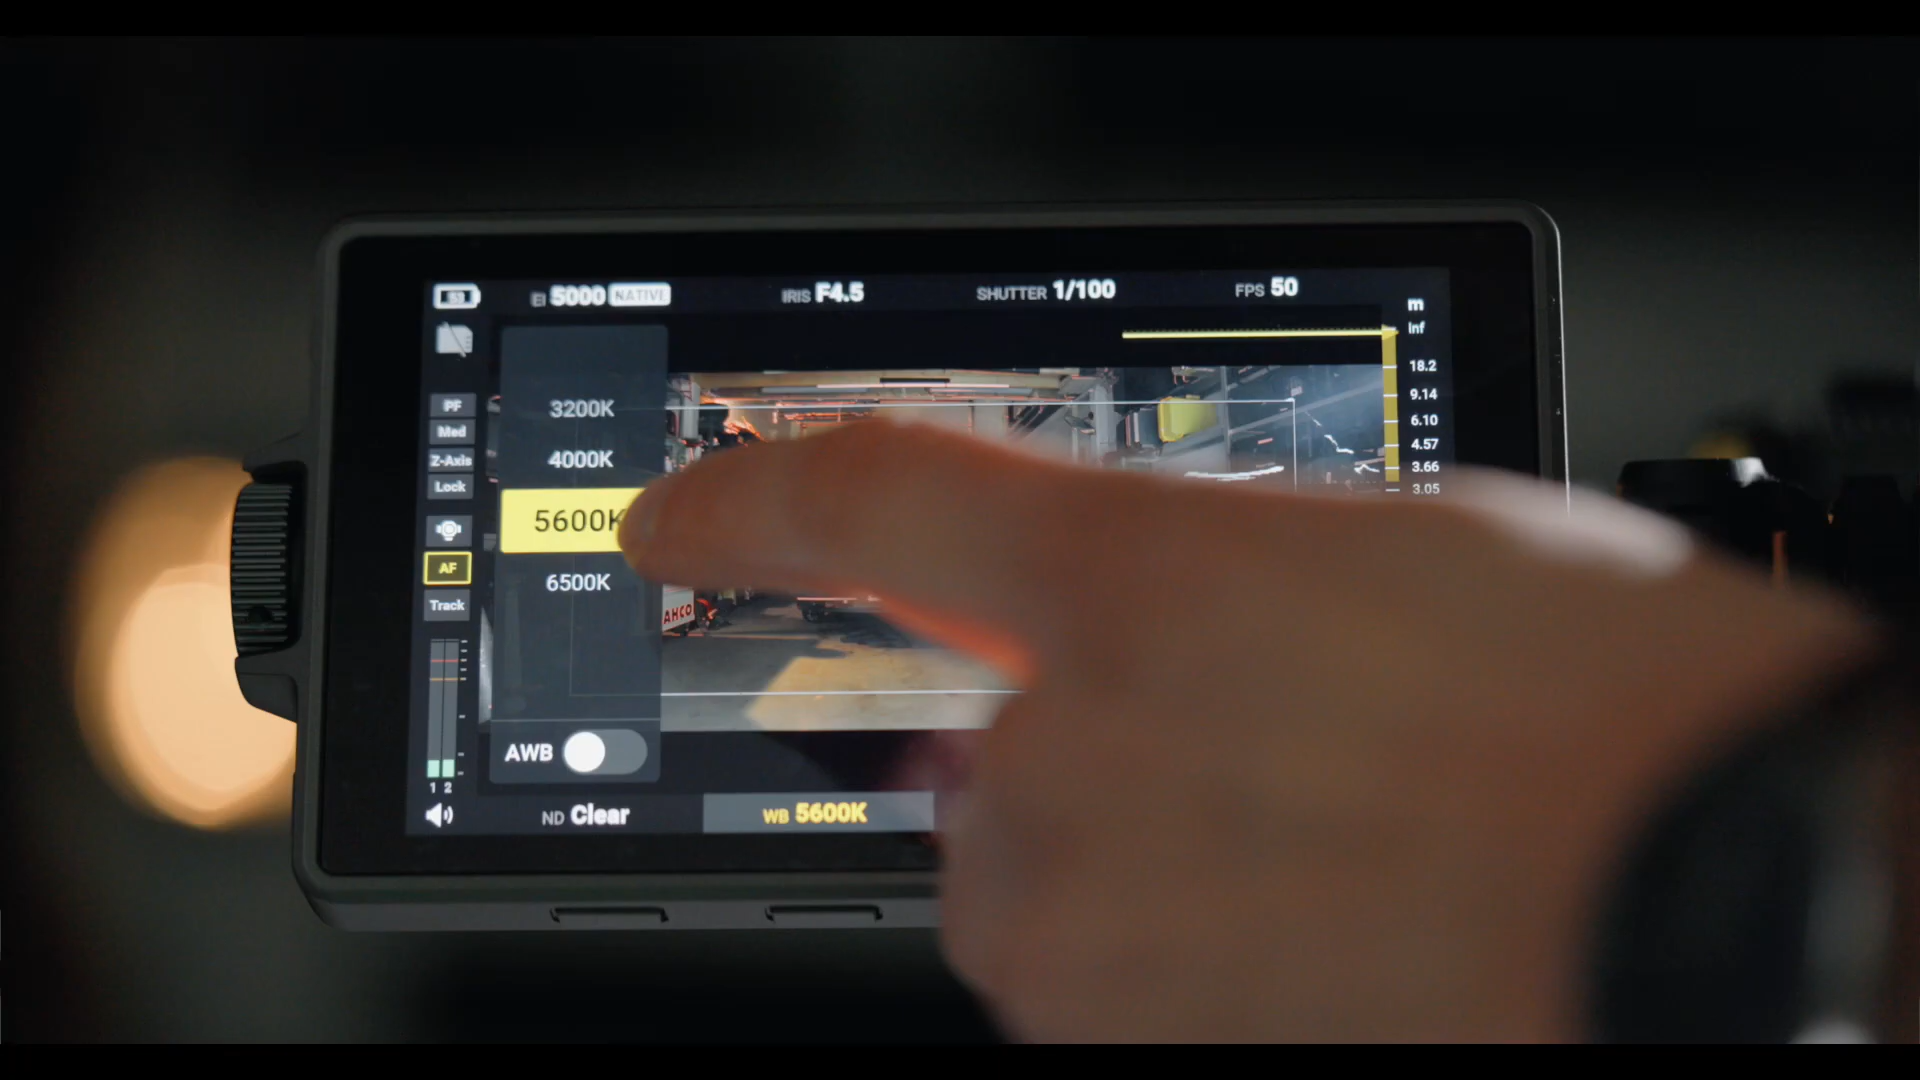 53 EI 5000 NATIVE IRIS F4.5 SHUTTER 1/100 FPS 50
m
Inf
18.2
9.14
6.10
4.57
3.66
3.05
PF
Med
Z-Axis
Lock
AF
Track
3200K
4000K
5600K
6500K
AHCO
AWB
1 2
ND Clear WB 5600K